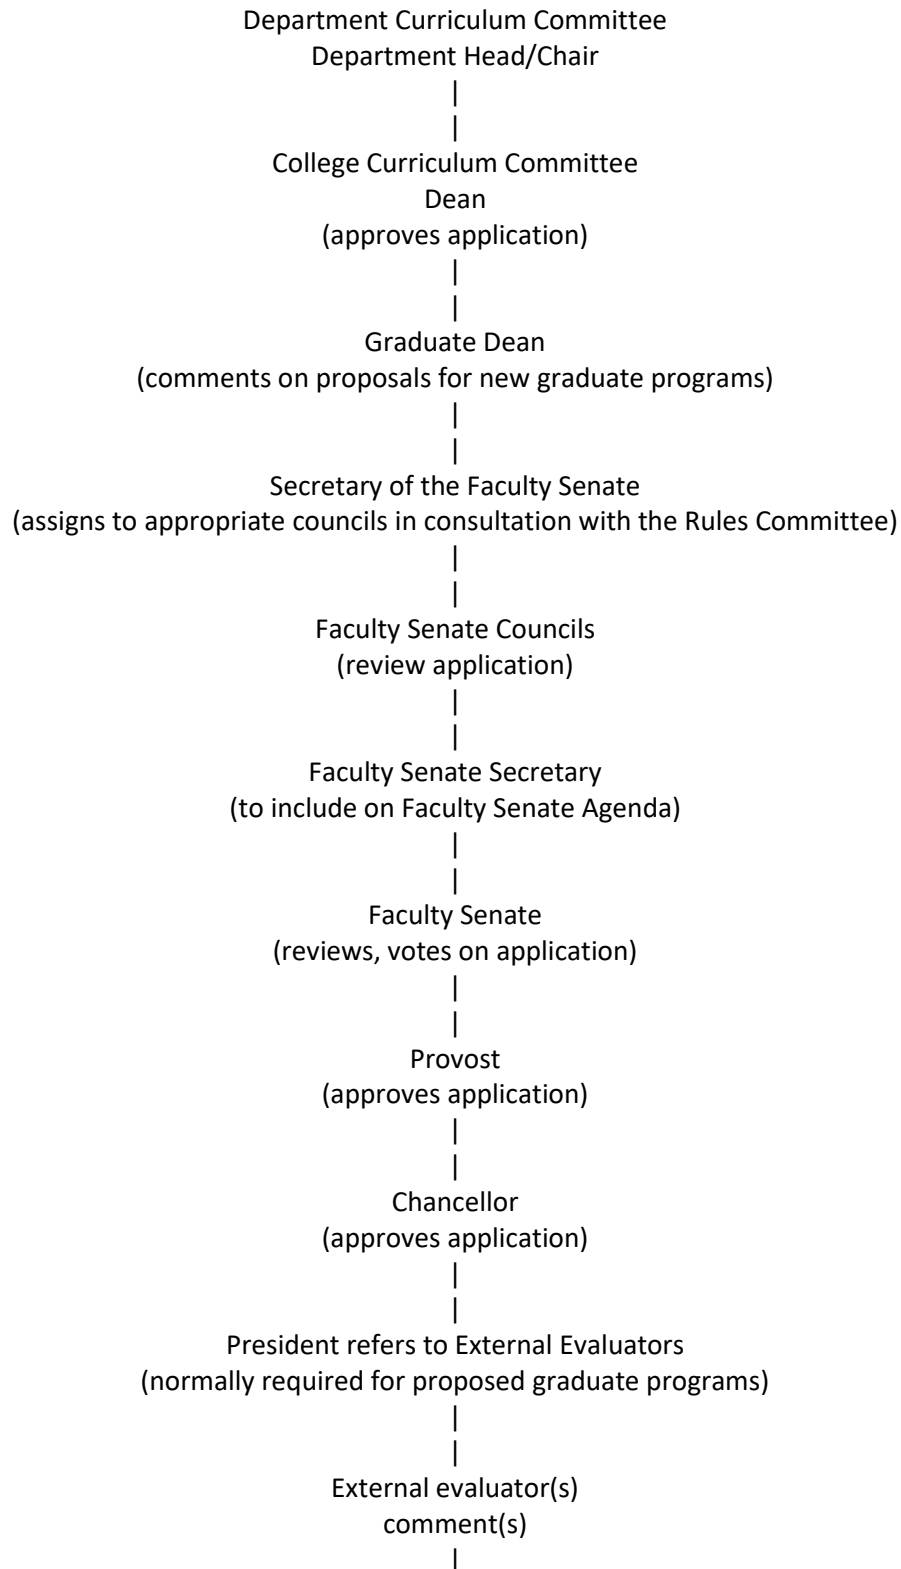 Department Curriculum Committee
Department Head/Chair
|
|
College Curriculum Committee
Dean
(approves application)
|
|
Graduate Dean
(comments on proposals for new graduate programs)
|
|
Secretary of the Faculty Senate
(assigns to appropriate councils in consultation with the Rules Committee)
|
|
Faculty Senate Councils
(review application)
|
|
Faculty Senate Secretary
(to include on Faculty Senate Agenda)
|
|
Faculty Senate
(reviews, votes on application)
|
|
Provost
(approves application)
|
|
Chancellor
(approves application)
|
|
President refers to External Evaluators
(normally required for proposed graduate programs)
|
|
External evaluator(s)
comment(s)
|